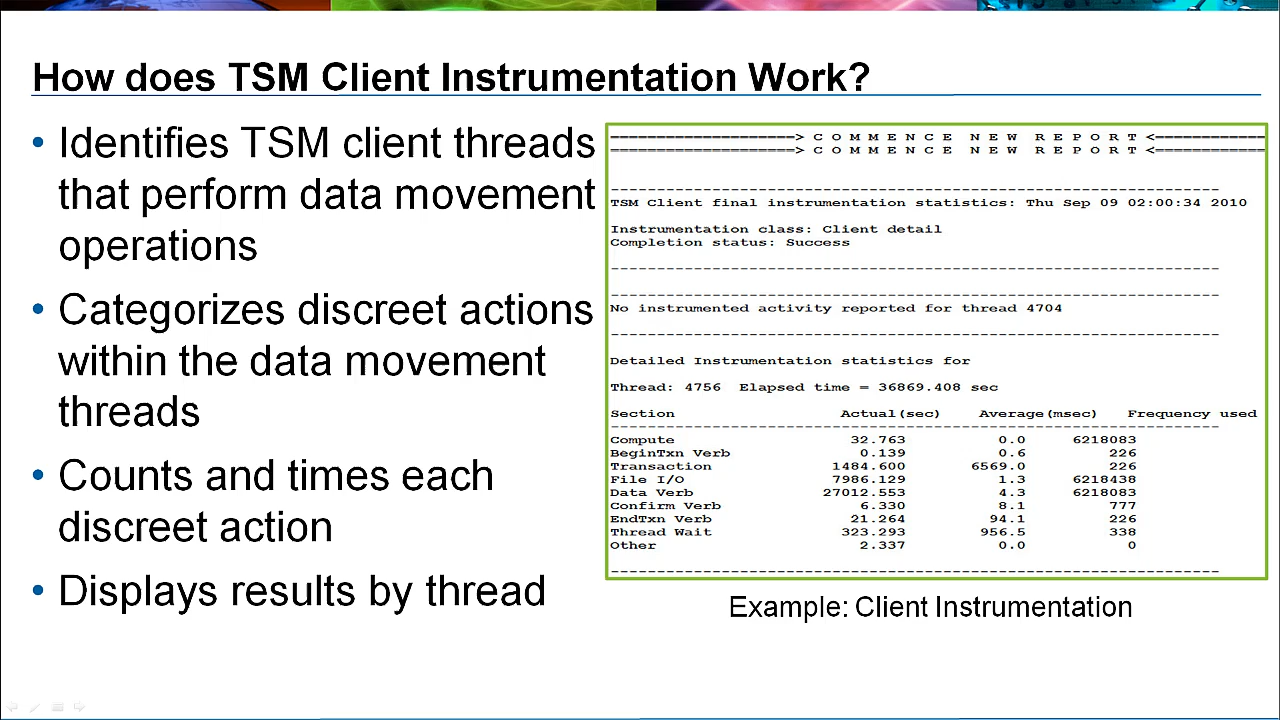 How does TSM Client Instrumentation Work?
• Identifies TSM client threads
that perform data movement
operations
• Categorizes discreet actions
within the data movement
threads
• Counts and times each
discreet action
• Displays results by thread
====================> C O M M E N C E   N E W   R E P O R T <============
====================> C O M M E N C E   N E W   R E P O R T <============
------------------------------------------------------------------
TSM Client final instrumentation statistics: Thu Sep 09 02:00:34 2010
Instrumentation class: Client detail
Completion status: Success
------------------------------------------------------------------
------------------------------------------------------------------
No instrumented activity reported for thread 4704
------------------------------------------------------------------
Detailed Instrumentation statistics for
Thread: 4756  Elapsed time = 36869.408 sec
Section Actual(sec) Average(msec) Frequency used
------------------------------------------------------------------
Compute 32.763 0.0 6218083
BeginTxn Verb 0.139 0.6 226
Transaction 1484.600 6569.0 226
File I/O 7986.129 1.3 6218438
Data Verb 27012.553 4.3 6218083
Confirm Verb 6.330 8.1 777
EndTxn Verb 21.264 94.1 226
Thread Wait 323.293 956.5 338
Other 2.337 0.0 0
------------------------------------------------------------------
Example: Client Instrumentation